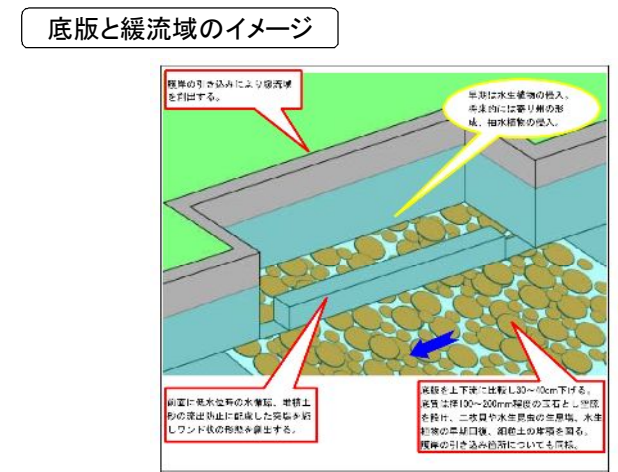 底版と緩流域のイメージ
護岸の引き込みにより緩流域
を創出する。
早期は水生植物の侵入。
将来的には寄り州の形
成、抽水植物の侵入。
前面に低水位時の水衝部、堆積土
砂の流出防止に配慮した突堤を施
しワンド状の形態を創出する。
底版を上下流に比較し30~40cm下げる。
底質は径100~200mm程度の玉石とし空隙
を設け、二枚貝や水生昆虫の生息場、水生
植物の早期回復、細粒土の堆積を図る。
護岸の引き込み箇所についても同様。